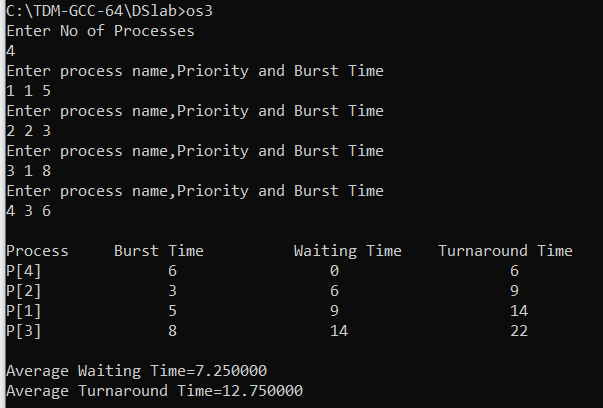 C:\TDM-GCC-64\DSlab>os3
Enter No of Processes
4
Enter process name,Priority and Burst Time
1 1 5
Enter process name,Priority and Burst Time
2 2 3
Enter process name,Priority and Burst Time
3 1 8
Enter process name,Priority and Burst Time
4 3 6
Process Burst Time Waiting Time Turnaround Time
P[4] 6 0 6
P[2] 3 6 9
P[1] 5 9 14
P[3] 8 14 22
Average Waiting Time=7.250000
Average Turnaround Time=12.750000